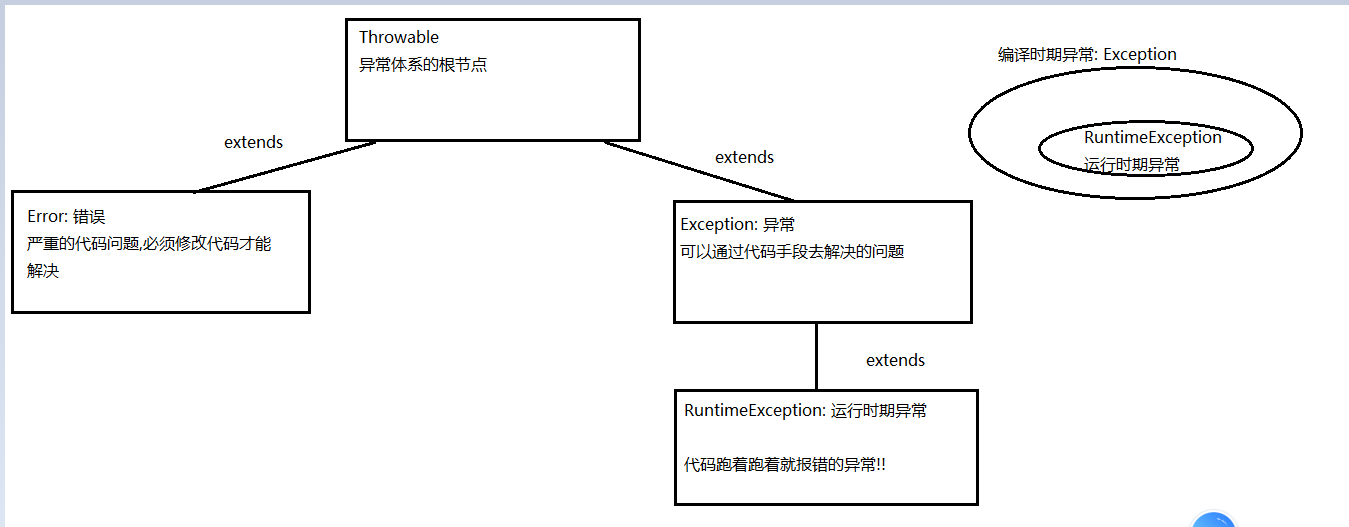 Throwable
异常体系的根节点
编译时期异常: Exception
RuntimeException
运行时期异常
extends
extends
Error: 错误
严重的代码问题,必须修改代码才能
解决
Exception: 异常
可以通过代码手段去解决的问题
extends
RuntimeException: 运行时期异常
代码跑着跑着就报错的异常!!